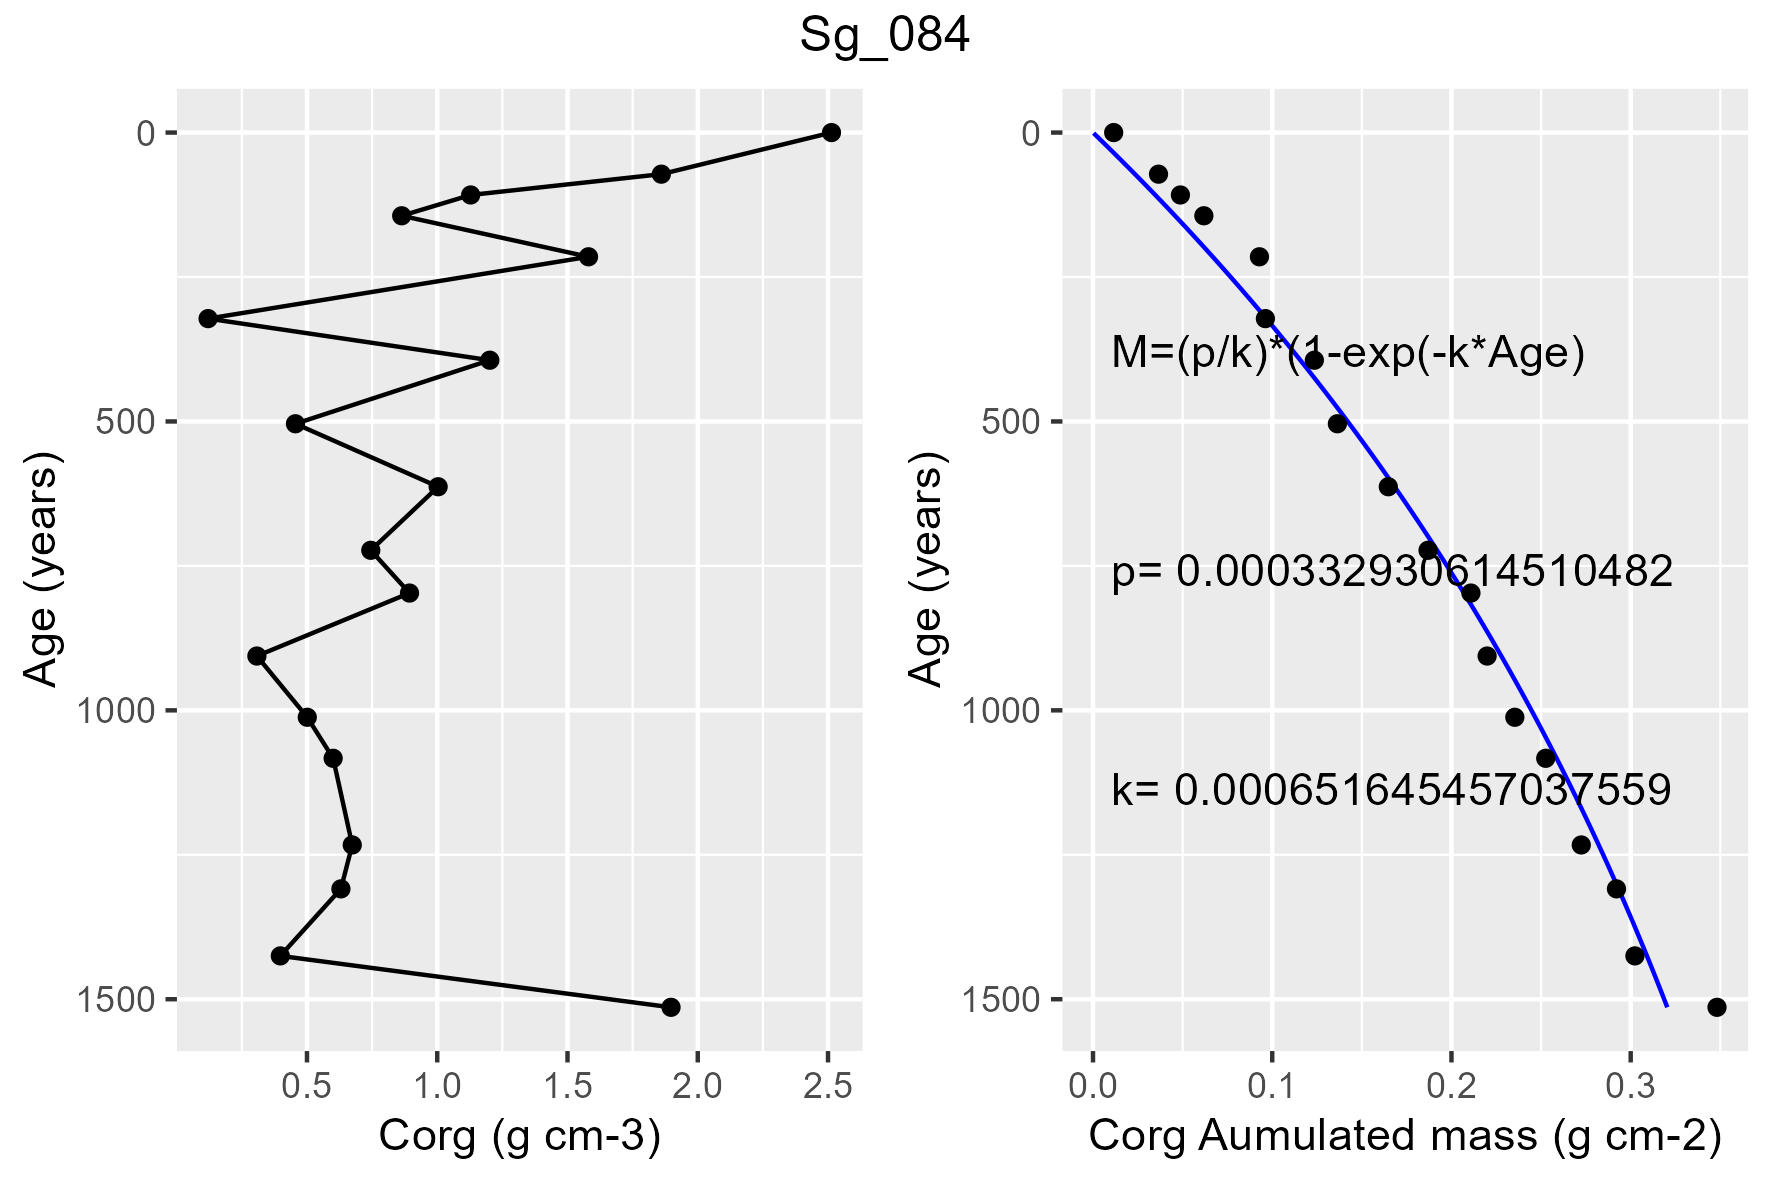 Sg_084
0
500
1000
1500
Age (years)
0.5 1.0 1.5 2.0 2.5
Corg (g cm-3)
0
500
1000
1500
Age (years)
M=(p/k)*(1-exp(-k*Age)
p= 0.000332930614510482
k= 0.000651645457037559
0.0 0.1 0.2 0.3
Corg Aumulated mass (g cm-2)